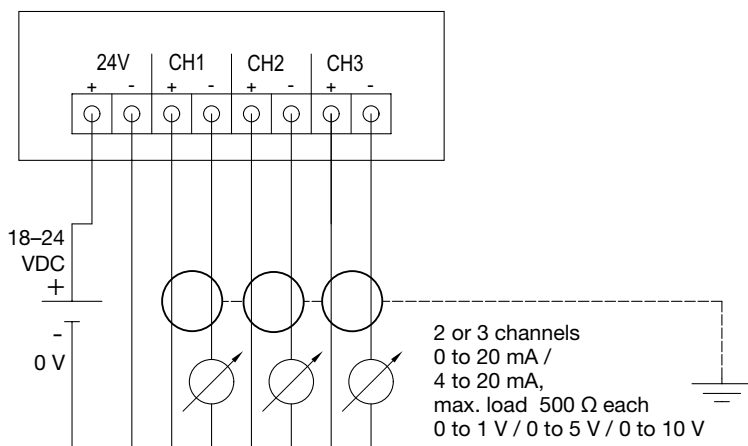 24V CH1 CH2 CH3
+ - + - + - + -
18–24
VDC
+
-
0 V
2 or 3 channels
0 to 20 mA /
4 to 20 mA,
max. load 500 Ω each
0 to 1 V / 0 to 5 V / 0 to 10 V